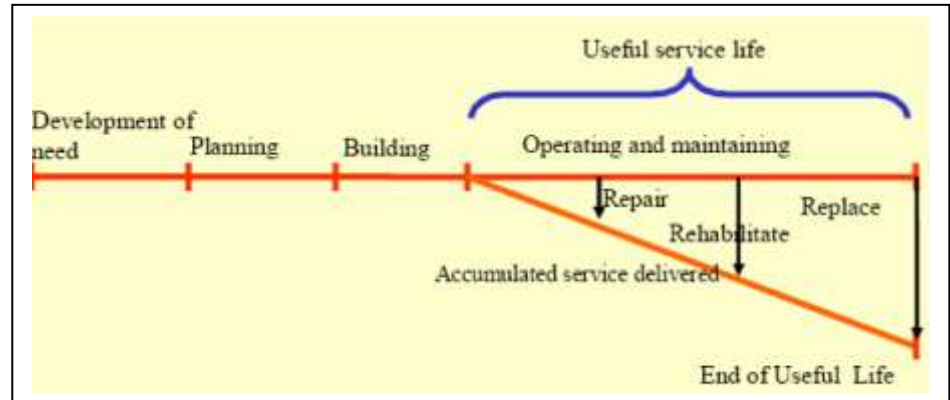 Useful service life
Development of
need
Planning
Building
Operating and maintaining
Repair
Replace
Rehabilitate
Accumulated service delivered
End of Useful Life